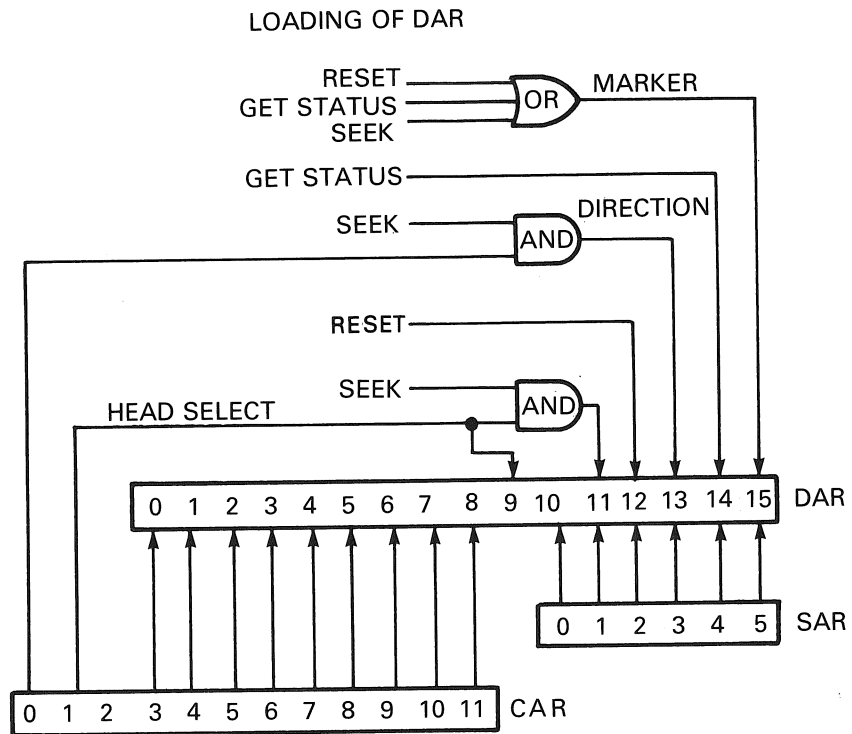 LOADING OF DAR
RESET
GET STATUS
SEEK
OR
MARKER
GET STATUS
SEEK
AND
DIRECTION
RESET
SEEK
AND
HEAD SELECT
0 1 2 3 4 5 6 7 8 9 10 11 12 13 14 15 DAR
0 1 2 3 4 5 SAR
0 1 2 3 4 5 6 7 8 9 10 11 CAR